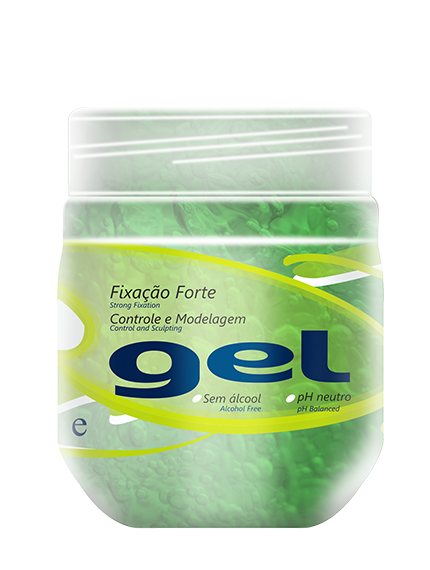 Fixação Forte
Strong Fixation
Controle e Modelagem
Control and Sculpting
gel
Sem álcool
Alcohol Free
pH neutro
pH Balanced
e